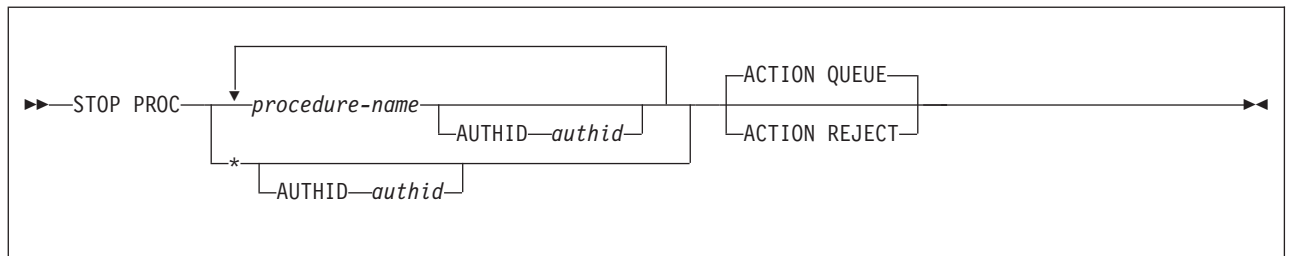 ACTION QUEUE
STOP PROC procedure-name
AUTHID authid ACTION REJECT
*
AUTHID authid